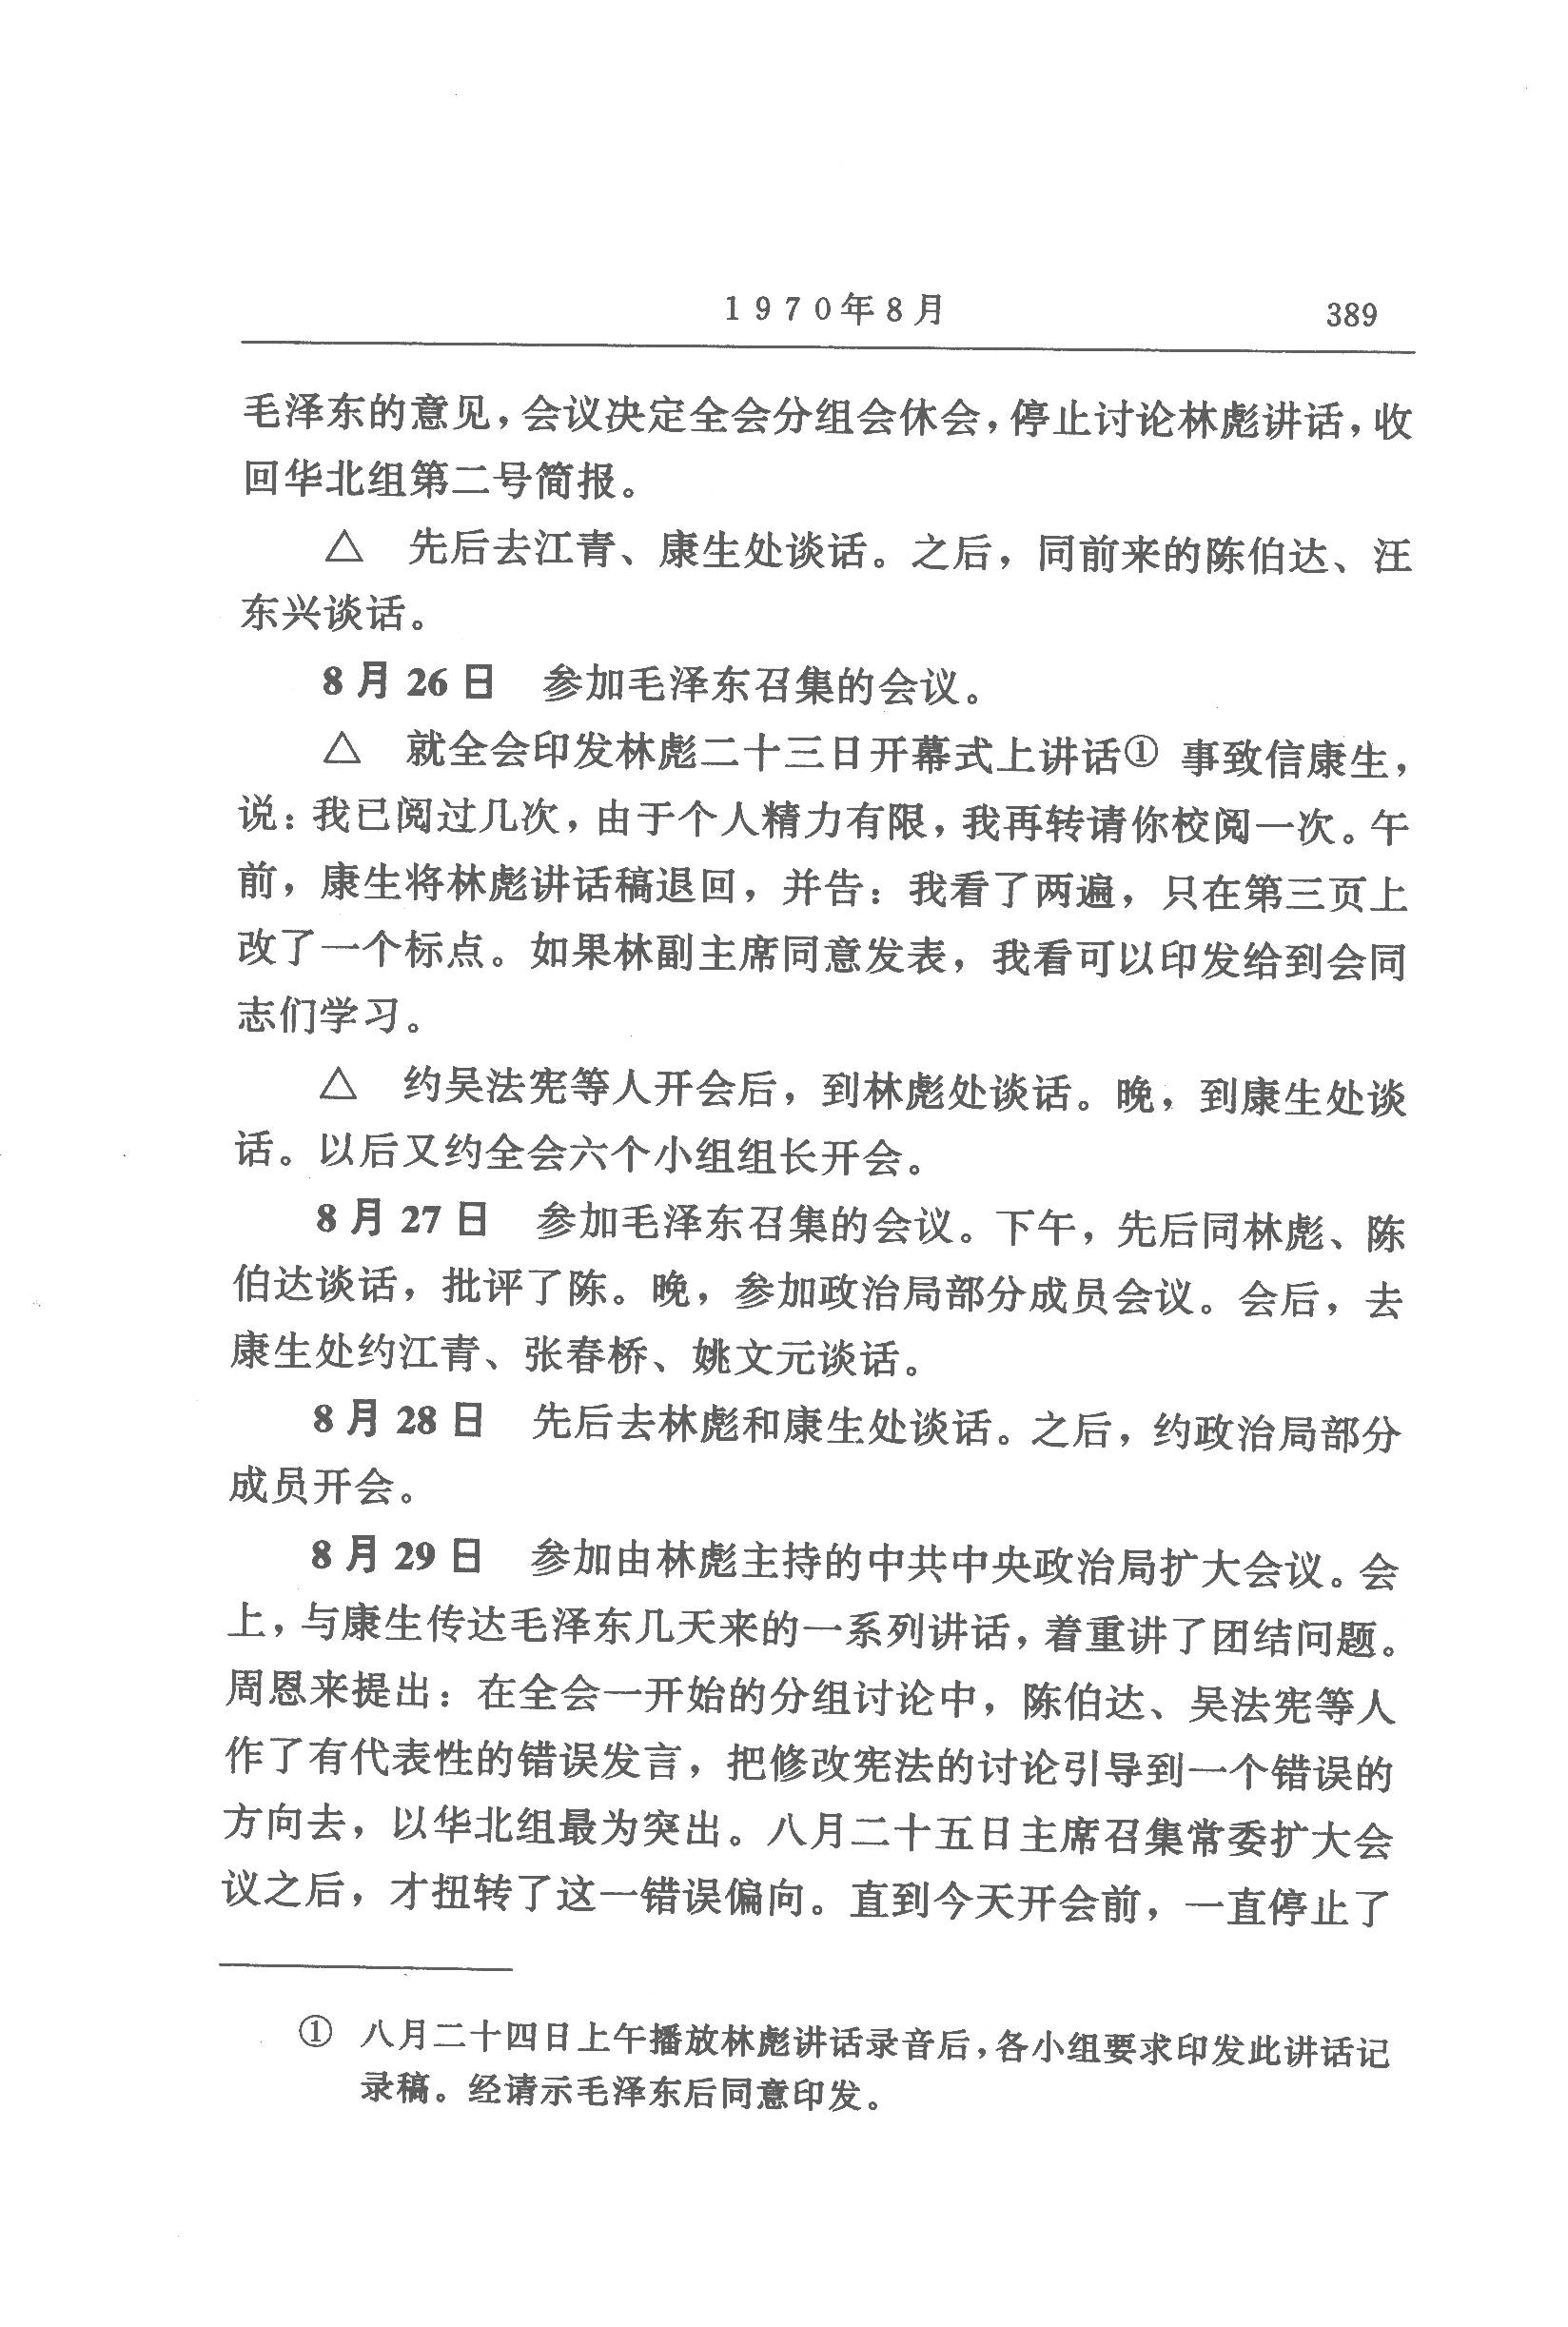 1970年8月 389
毛泽东的意见，会议决定全会分组会休会，停止讨论林彪讲话，收
回华北组第二号简报。
△ 先后去江青、康生处谈话。之后，同前来的陈伯达、汪
东兴谈话。
8月26日 参加毛泽东召集的会议。
△ 就全会印发林彪二十三日开幕式上讲话① 事致信康生，
说：我已阅过几次，由于个人精力有限，我再转请你校阅一次。午
前，康生将林彪讲话稿退回，并告：我看了两遍，只在第三页上
改了一个标点。如果林副主席同意发表，我看可以印发给到会同
志们学习。
△ 约吴法宪等人开会后，到林彪处谈话。晚，到康生处谈
话。以后又约全会六个小组组长开会。
8月27日 参加毛泽东召集的会议。下午，先后同林彪、陈
伯达谈话，批评了陈。晚，参加政治局部分成员会议。会后，去
康生处约江青、张春桥、姚文元谈话。
8月28日 先后去林彪和康生处谈话。之后，约政治局部分
成员开会。
8月29日 参加由林彪主持的中共中央政治局扩大会议。会
上，与康生传达毛泽东几天来的一系列讲话，着重讲了团结问题。
周恩来提出：在全会一开始的分组讨论中，陈伯达、吴法宪等人
作了有代表性的错误发言，把修改宪法的讨论引导到一个错误的
方向去，以华北组最为突出。八月二十五日主席召集常委扩大会
议之后，才扭转了这一错误偏向。直到今天开会前，一直停止了
① 八月二十四日上午播放林彪讲话录音后，各小组要求印发此讲话记
录稿。经请示毛泽东后同意印发。